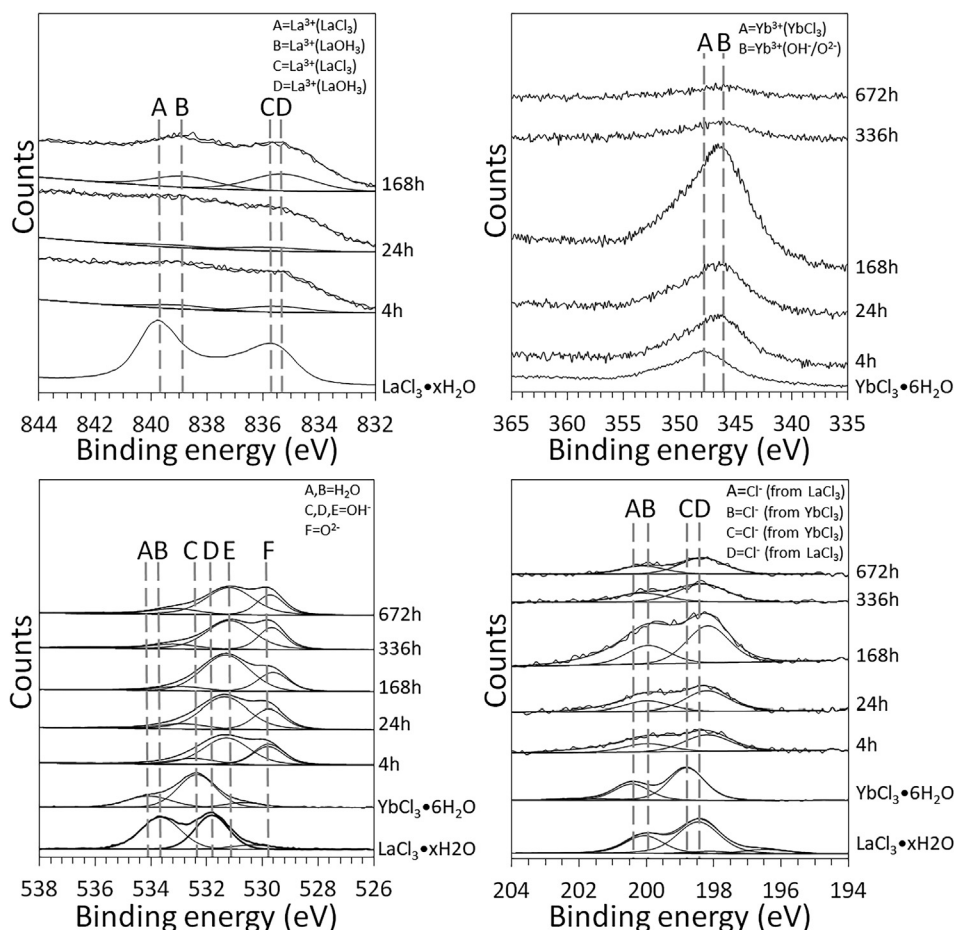 A=La³⁺(LaCl₃)
B=La³⁺(LaOH₃)
C=La³⁺(LaCl₃)
D=La³⁺(LaOH₃)
A B CD
Counts
168h
24h
4h
LaCl₃•xH₂O
844 840 838 836 834 832
Binding energy (eV)
A=Yb³⁺(YbCl₃)
B=Yb³⁺(OH⁻/O²⁻)
A B
Counts
672h
336h
168h
24h
4h
YbCl₃•6H₂O
365 360 355 350 345 340 335
Binding energy (eV)
A,B=H₂O
C,D,E=OH⁻
F=O²⁻
AB C D E F
Counts
672h
336h
168h
24h
4h
YbCl₃•6H₂O
LaCl₃•xH2O
538 536 534 532 530 528 526
Binding energy (eV)
A=Cl⁻ (from LaCl₃)
B=Cl⁻ (from YbCl₃)
C=Cl⁻ (from YbCl₃)
D=Cl⁻ (from LaCl₃)
AB CD
Counts
672h
336h
168h
24h
4h
YbCl₃•6H₂O
LaCl₃•xH2O
204 202 200 198 196 194
Binding energy (eV)